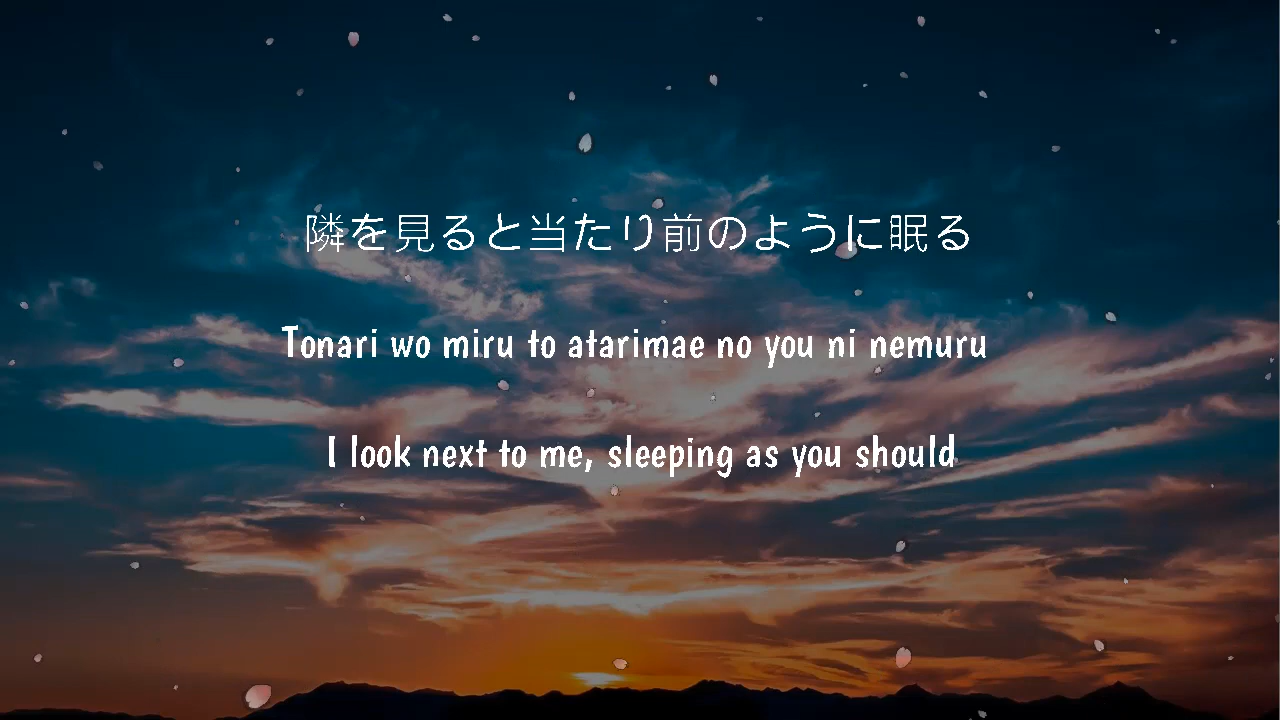 隣を見ると当たり前のように眠る
Tonari wo miru to atarimae no you ni nemuru
I look next to me, sleeping as you should